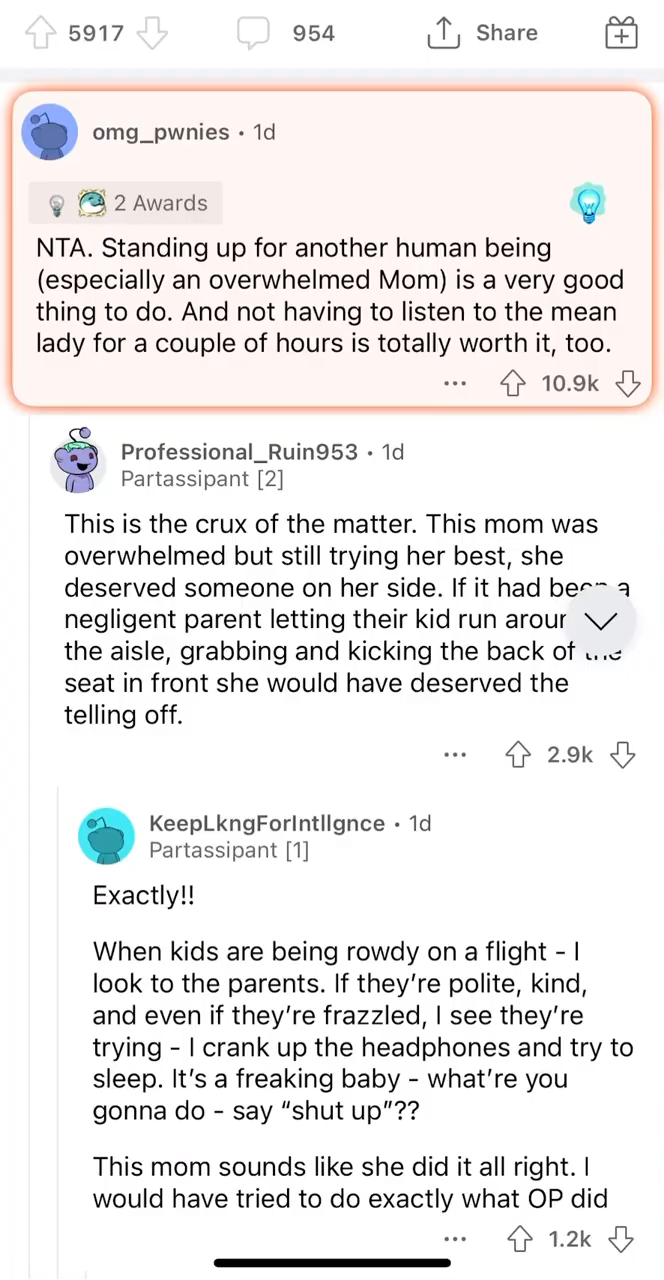 5917
954
Share
omg_pwnies • 1d
2 Awards
NTA. Standing up for another human being
(especially an overwhelmed Mom) is a very good
thing to do. And not having to listen to the mean
lady for a couple of hours is totally worth it, too.
... 10.9k
Professional_Ruin953 • 1d
Partassipant [2]
This is the crux of the matter. This mom was
overwhelmed but still trying her best, she
deserved someone on her side. If it had been a
negligent parent letting their kid run
the aisle, grabbing and kicking the back of
seat in front she would have deserved the
telling off.
... 2.9k
KeepLkngForIntllgnce • 1d
Partassipant [1]
Exactly!!
When kids are being rowdy on a flight - I
look to the parents. If they’re polite, kind,
and even if they’re frazzled, I see they’re
trying - I crank up the headphones and try to
sleep. It’s a freaking baby - what’re you
gonna do - say “shut up”??
This mom sounds like she did it all right. I
would have tried to do exactly what OP did
... 1.2k